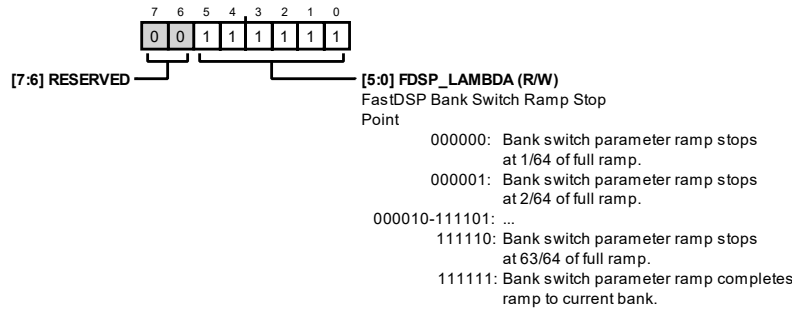 7 6 5 4 3 2 1 0
0 0 1 1 1 1 1 1
[7:6] RESERVED
[5:0] FDSP_LAMBDA (R/W)
FastDSP Bank Switch Ramp Stop
Point
000000: Bank switch parameter ramp stops
at 1/64 of full ramp.
000001: Bank switch parameter ramp stops
at 2/64 of full ramp.
000010-111101: ...
111110: Bank switch parameter ramp stops
at 63/64 of full ramp.
111111: Bank switch parameter ramp completes
ramp to current bank.